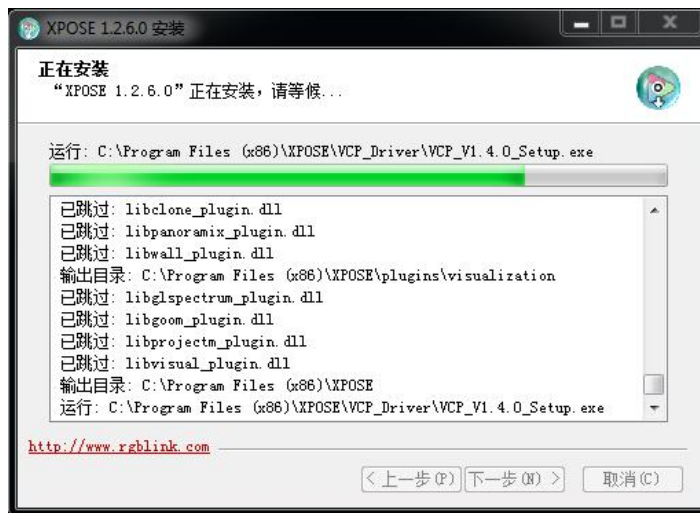 XPOSE 1.2.6.0 安装
正在安装
“XPOSE 1.2.6.0”正在安装，请等候...
运行: C:\Program Files (x86)\XPOSE\VCP_Driver\VCP_V1.4.0_Setup.exe
已跳过: libclone_plugin.dll
已跳过: libpanoramix_plugin.dll
已跳过: libwall_plugin.dll
输出目录: C:\Program Files (x86)\XPOSE\plugins\visualization
已跳过: libglspectrum_plugin.dll
已跳过: libgoom_plugin.dll
已跳过: libprojectm_plugin.dll
已跳过: libvisual_plugin.dll
输出目录: C:\Program Files (x86)\XPOSE
运行: C:\Program Files (x86)\XPOSE\VCP_Driver\VCP_V1.4.0_Setup.exe
http://www.rgblink.com
< 上一步(P) 下一步(N) > 取消(C)